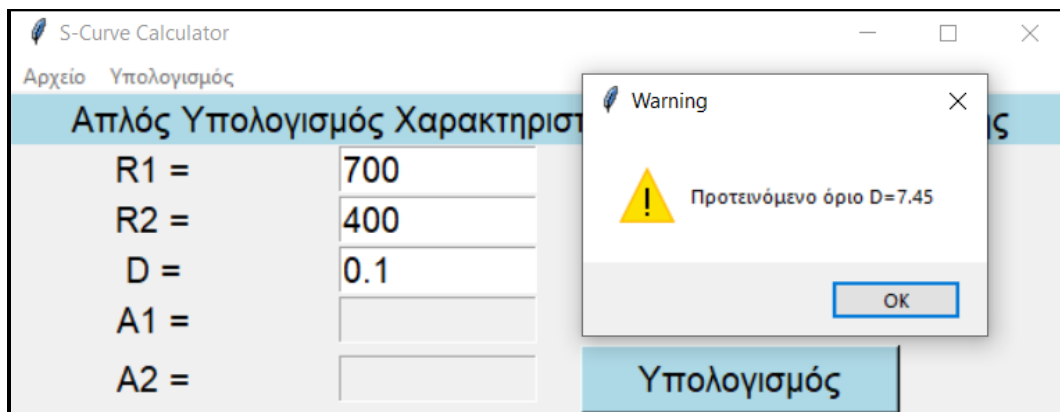 S-Curve Calculator
Αρχείο Υπολογισμός
Απλός Υπολογισμός
R1 = 700
R2 = 400
D = 0.1
A1 =
A2 =
Υπολογισμός
Warning
Προτεινόμενο όριο D=7.45
OK